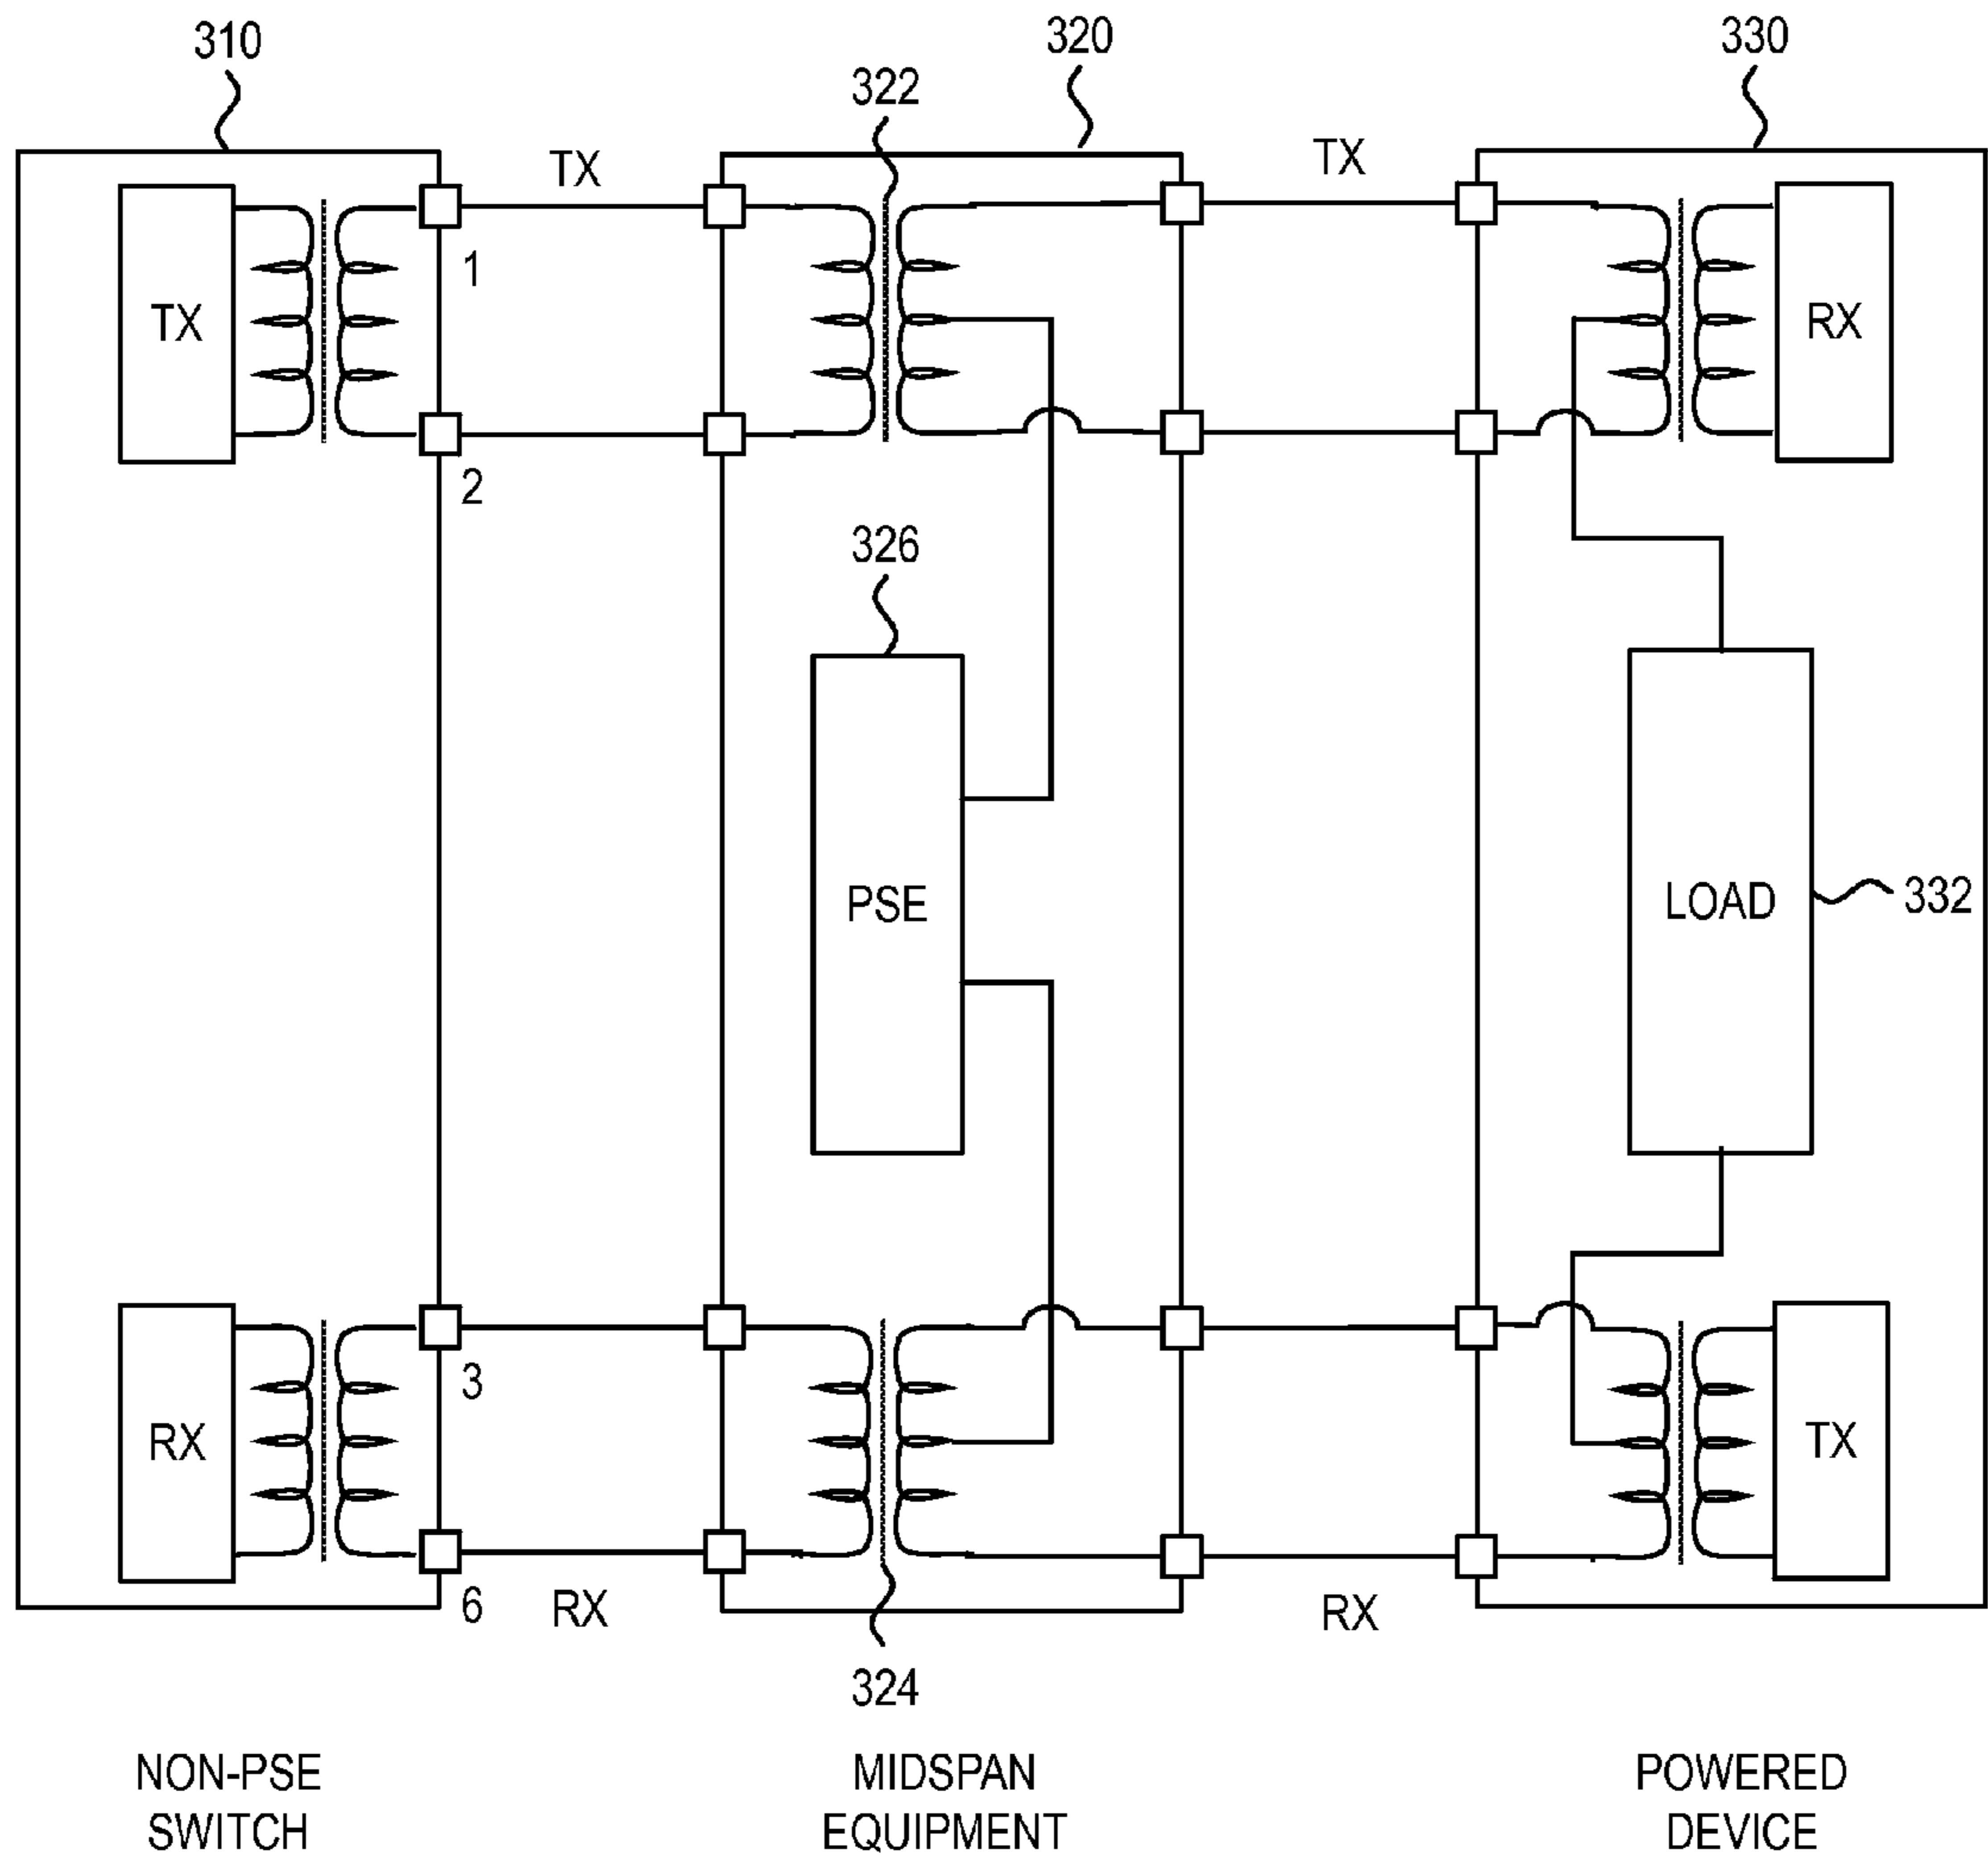 310
320
330
322
TX
TX
TX
RX
1
2
326
PSE
LOAD
332
3
RX
TX
6
RX
RX
324
NON-PSE
SWITCH
MIDSPAN
EQUIPMENT
POWERED
DEVICE